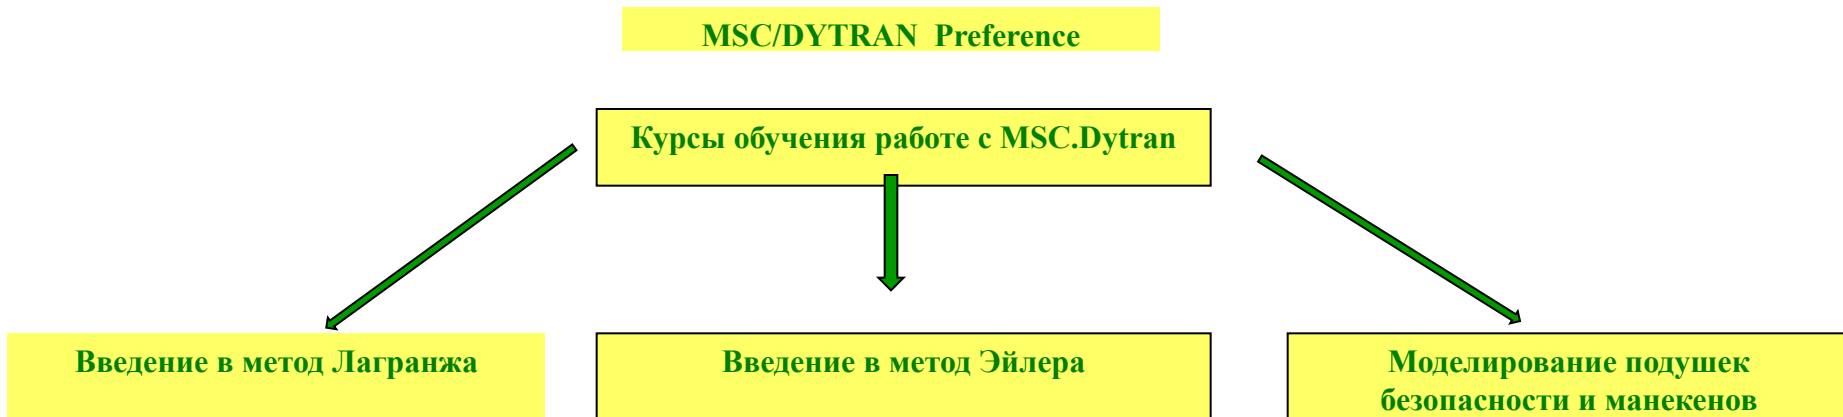 MSC/DYTRAN Preference
Курсы обучения работе с MSC.Dytran
Введение в метод Лагранжа
Введение в метод Эйлера
Моделирование подушек
безопасности и манекенов